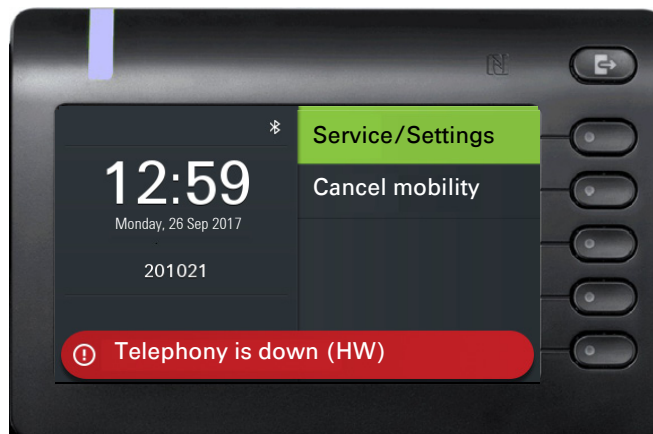 Service/Settings
12:59
Cancel mobility
Monday, 26 Sep 2017
201021
Telephony is down (HW)